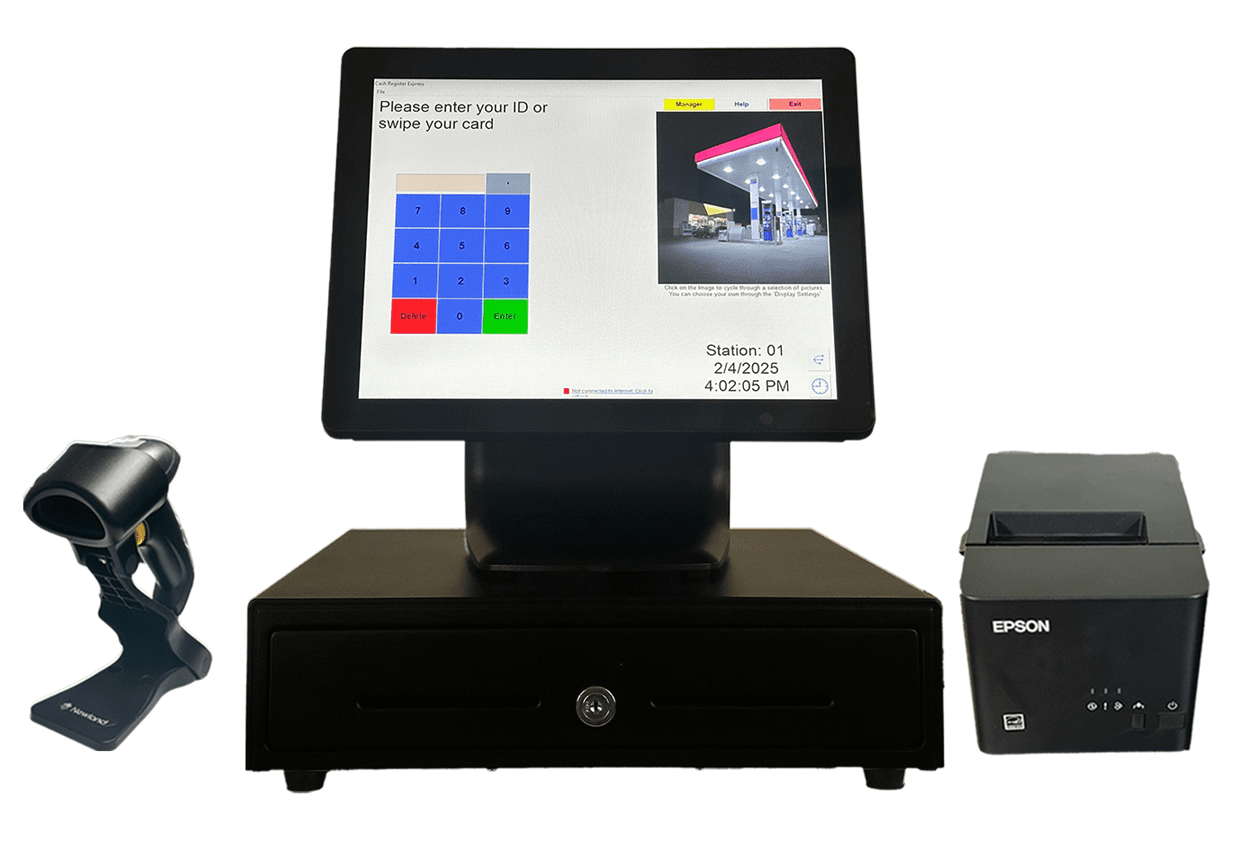 Cash Register Express
File
Please enter your ID or
swipe your card
Manager Help Exit
7 8 9
4 5 6
1 2 3
Delete 0 Enter
Click on the Image to cycle through a selection of pictures.
You can choose your own through the 'Display Settings'
Station: 01
2/4/2025
4:02:05 PM
Not connected to Internet. Click to
Newland
EPSON